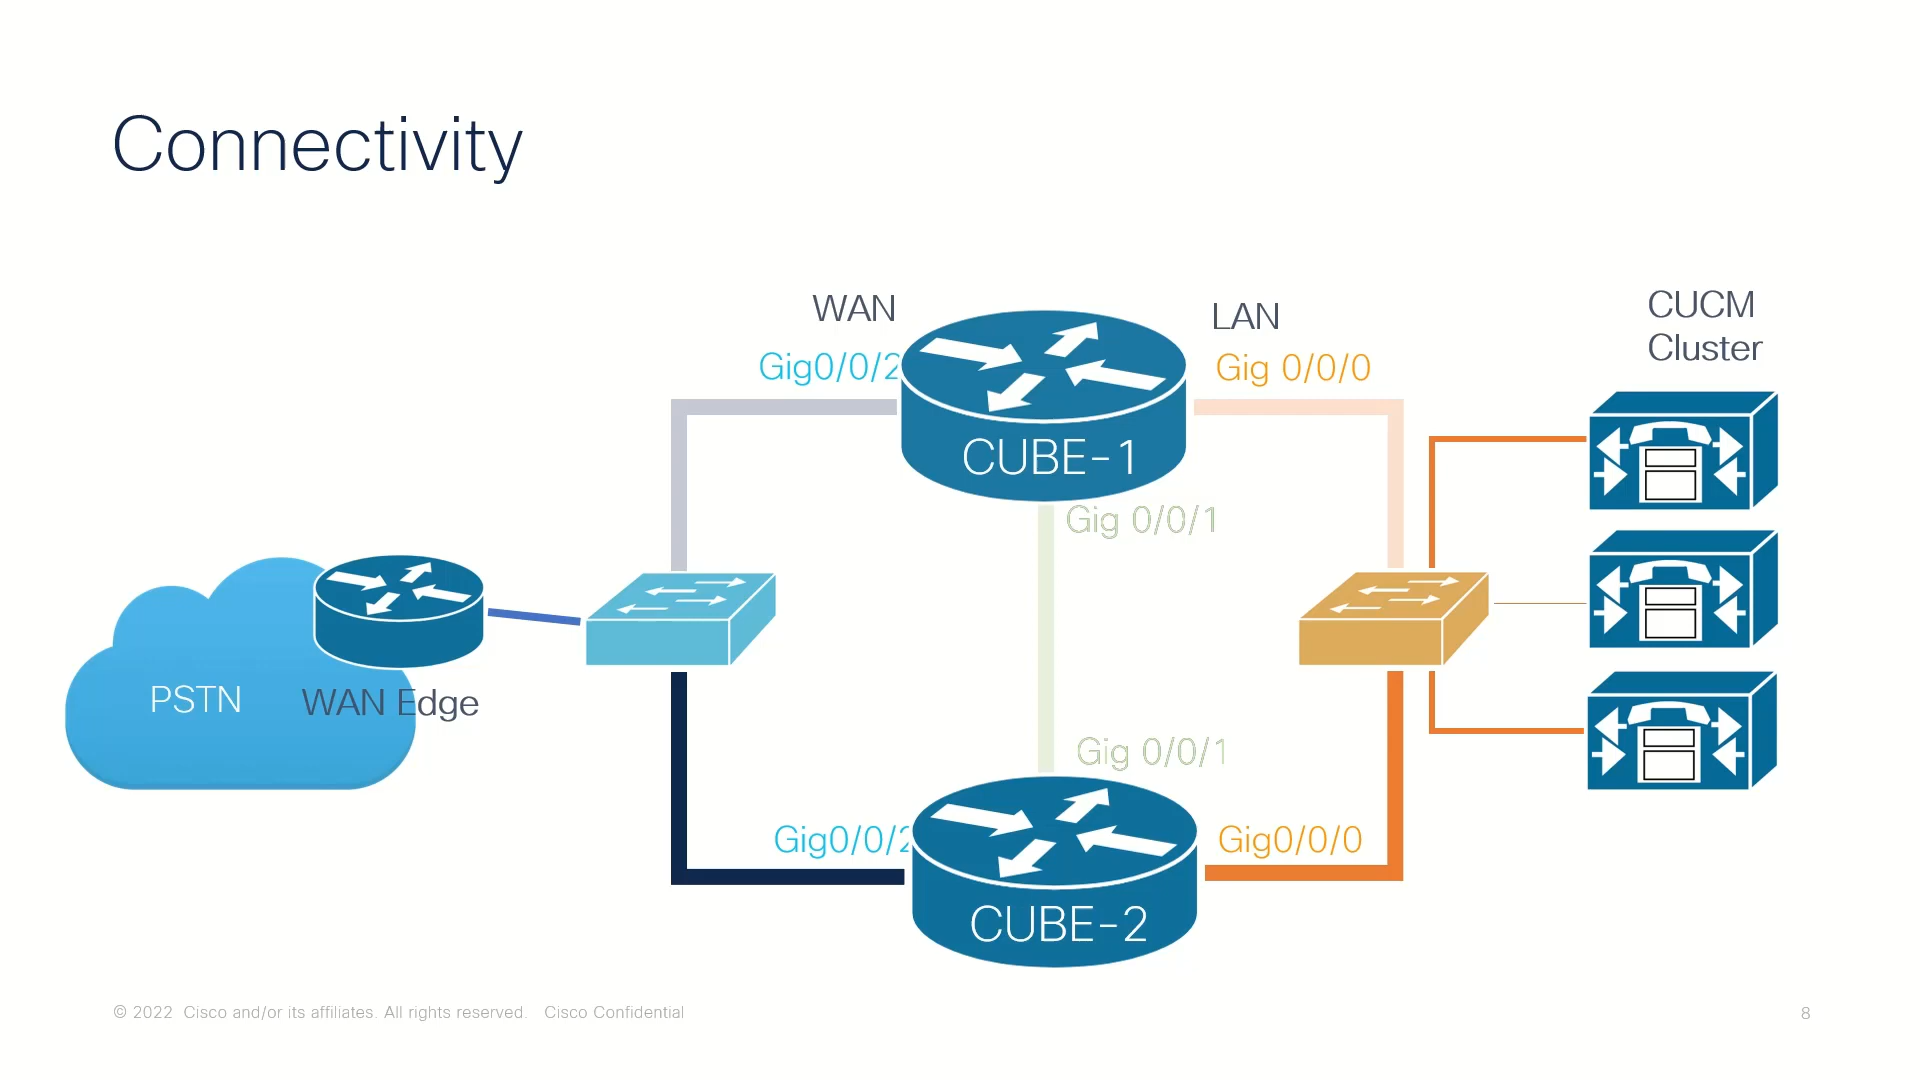 Connectivity
WAN
LAN
CUCM
Cluster
Gig0/0/2
Gig 0/0/0
CUBE-1
Gig 0/0/1
PSTN
WAN Edge
Gig 0/0/1
Gig0/0/2
Gig0/0/0
CUBE-2
© 2022 Cisco and/or its affiliates. All rights reserved. Cisco Confidential
8